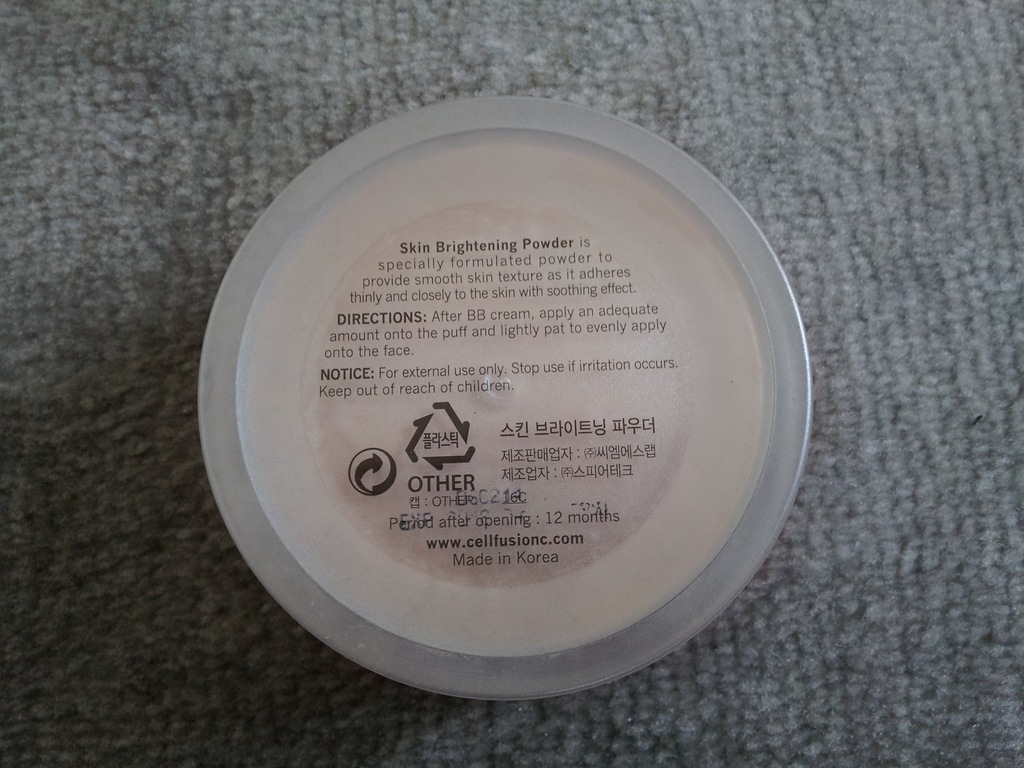 Skin Brightening Powder is
specially formulated powder to
provide smooth skin texture as it adheres
thinly and closely to the skin with soothing effect.
DIRECTIONS: After BB cream, apply an adequate
amount onto the puff and lightly pat to evenly apply
onto the face.
NOTICE: For external use only. Stop use if irritation occurs.
Keep out of reach of children.
플라스틱
OTHER
캡 : OTHER
스킨 브라이트닝 파우더
제조판매업자 : ㈜씨엠에스랩
제조업자 : ㈜스피어테크
Period after opening : 12 months
www.cellfusionc.com
Made in Korea